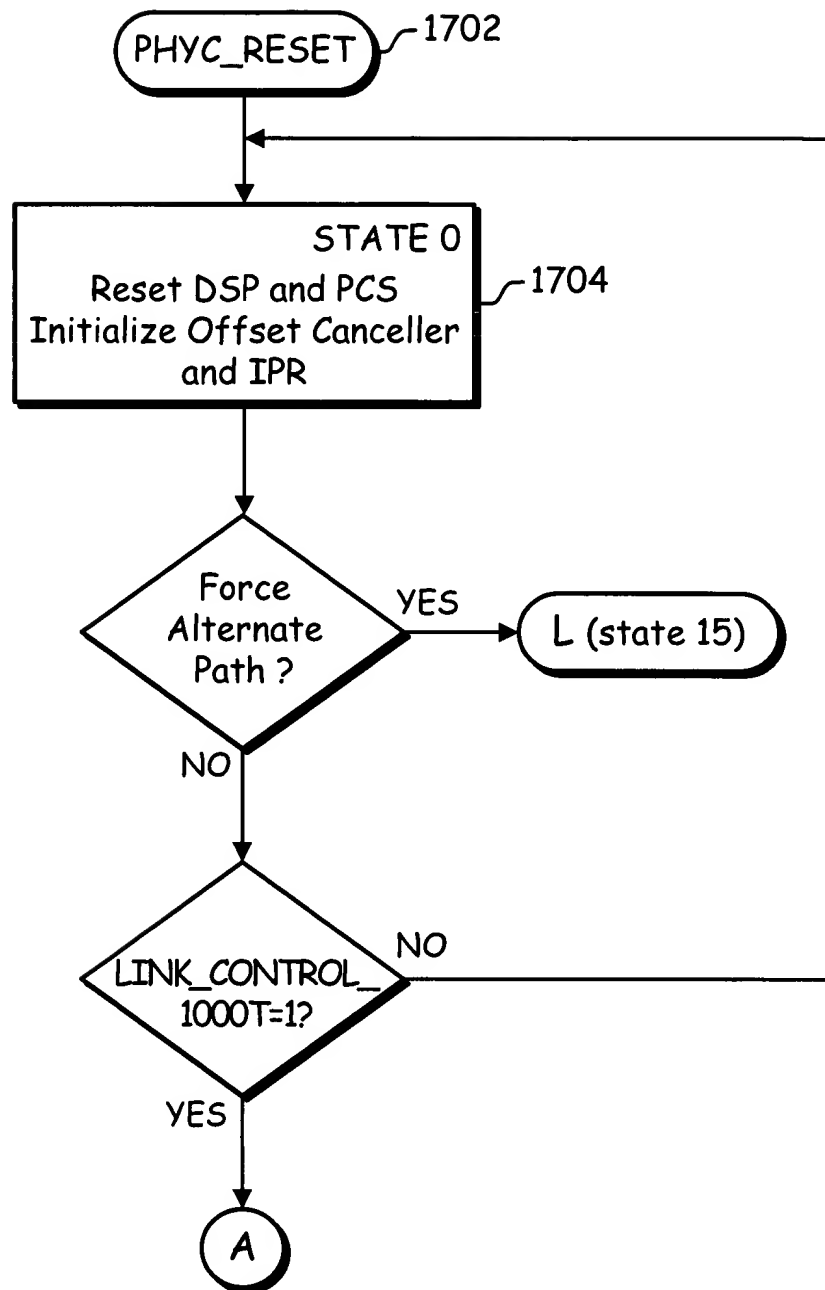 PHYC_RESET
1702
STATE 0
Reset DSP and PCS
Initialize Offset Canceller
and IPR
1704
Force
Alternate
Path ?
YES
L (state 15)
NO
LINK_CONTROL_
1000T=1?
NO
YES
A